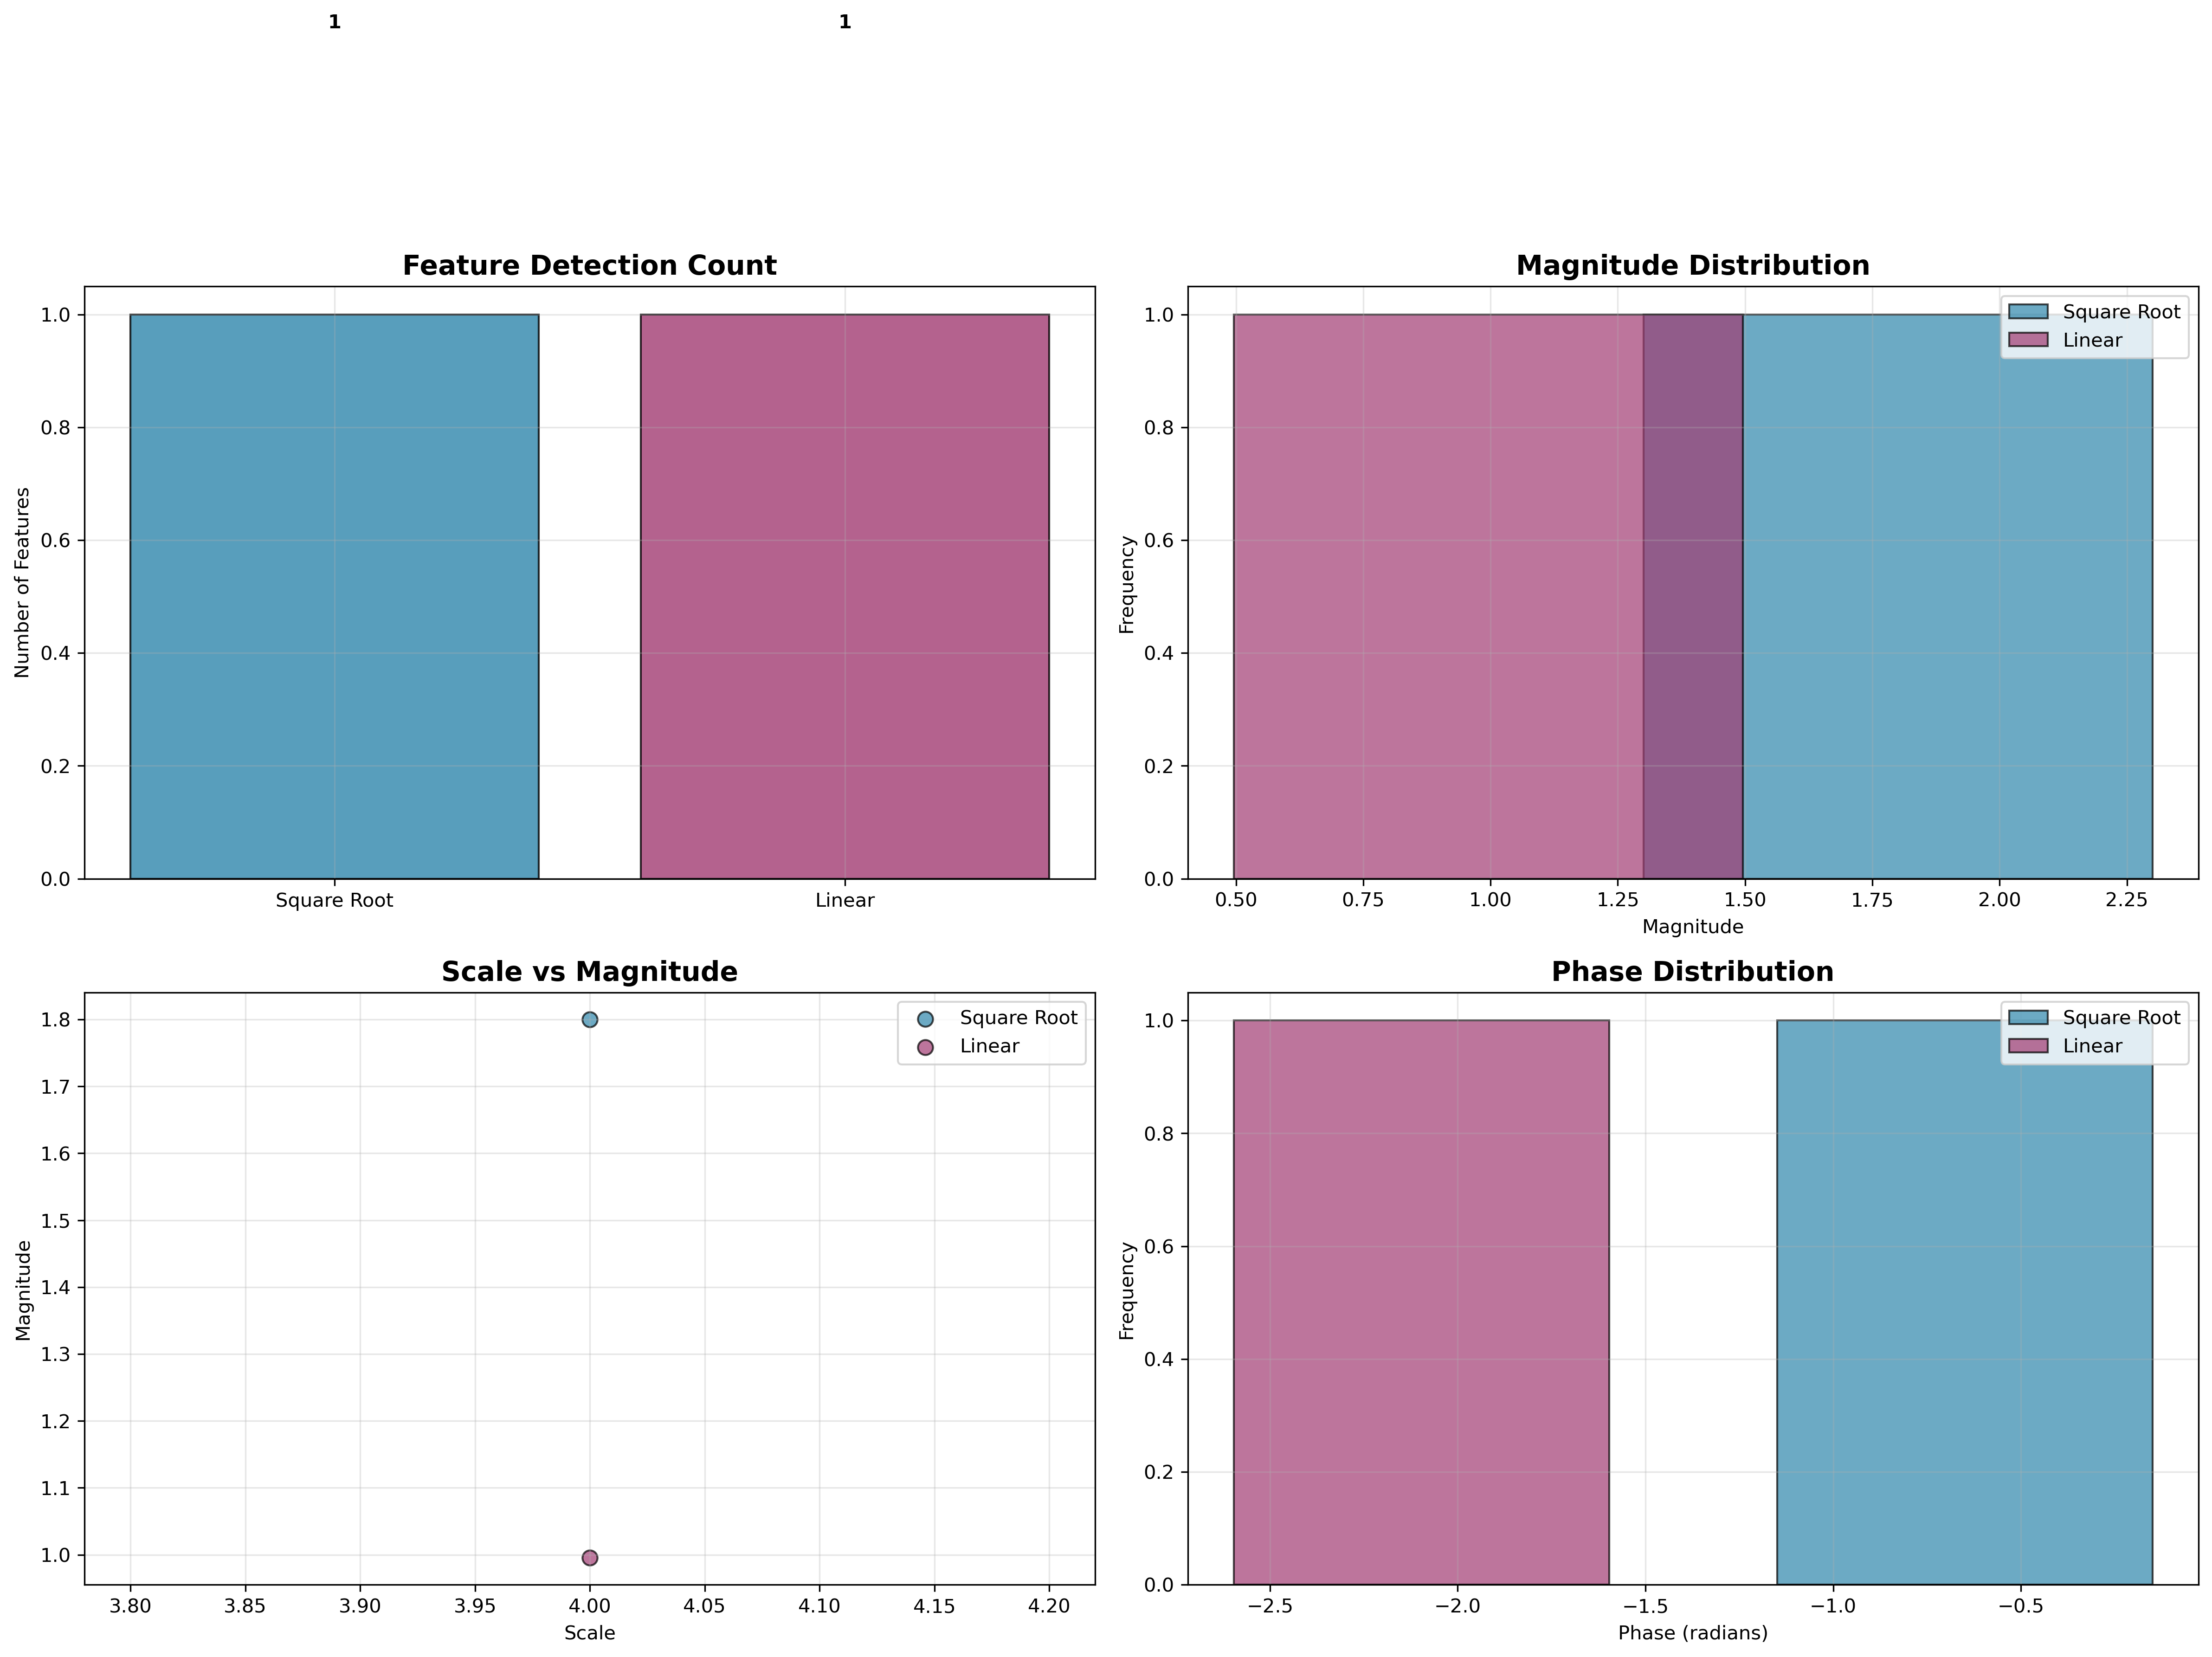 1 1
Feature Detection Count
Number of Features
1.0
0.8
0.6
0.4
0.2
0.0
Square Root Linear
Magnitude Distribution
Frequency
1.0
0.8
0.6
0.4
0.2
0.0
0.50 0.75 1.00 1.25 1.50 1.75 2.00 2.25
Magnitude
Square Root
Linear
Scale vs Magnitude
Magnitude
1.8
1.7
1.6
1.5
1.4
1.3
1.2
1.1
1.0
3.80 3.85 3.90 3.95 4.00 4.05 4.10 4.15 4.20
Scale
Square Root
Linear
Phase Distribution
Frequency
1.0
0.8
0.6
0.4
0.2
0.0
−2.5 −2.0 −1.5 −1.0 −0.5
Phase (radians)
Square Root
Linear